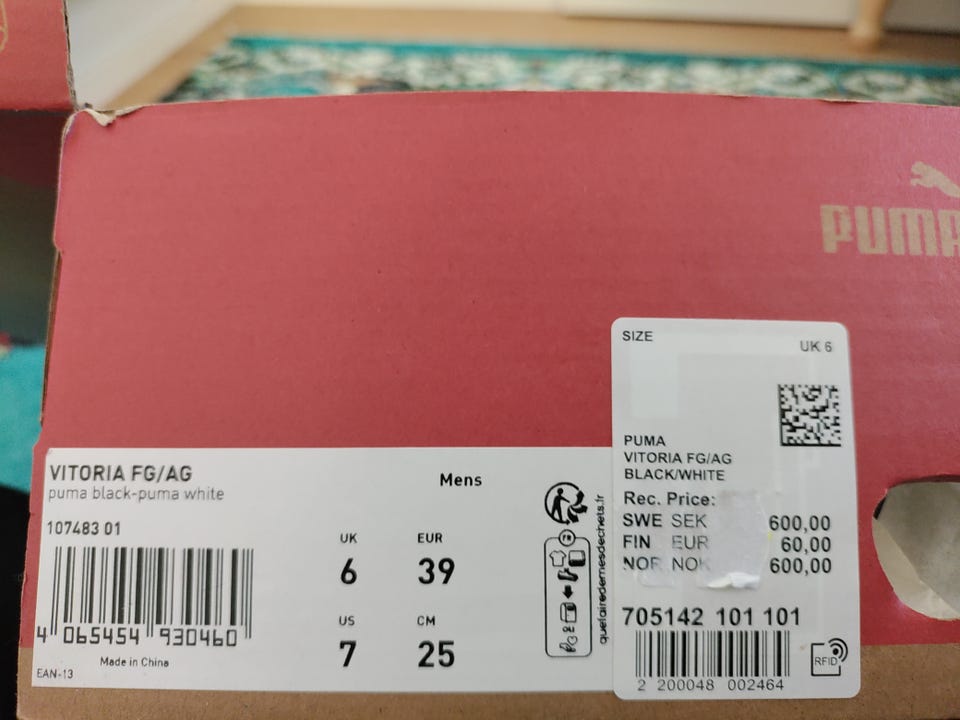 PUMA
SIZE
UK 6
PUMA
VITORIA FG/AG
BLACK/WHITE
Rec. Price:
SWE SEK 600,00
FIN EUR 60,00
NOR NOK 600,00
705142 101 101
2 200048 002464
RFID
VITORIA FG/AG
puma black-puma white
Mens
107483 01
UK EUR
6 39
US CM
7 25
4 065454 930460
Made in China
EAN-13
FR
quefairedemesdechets.fr